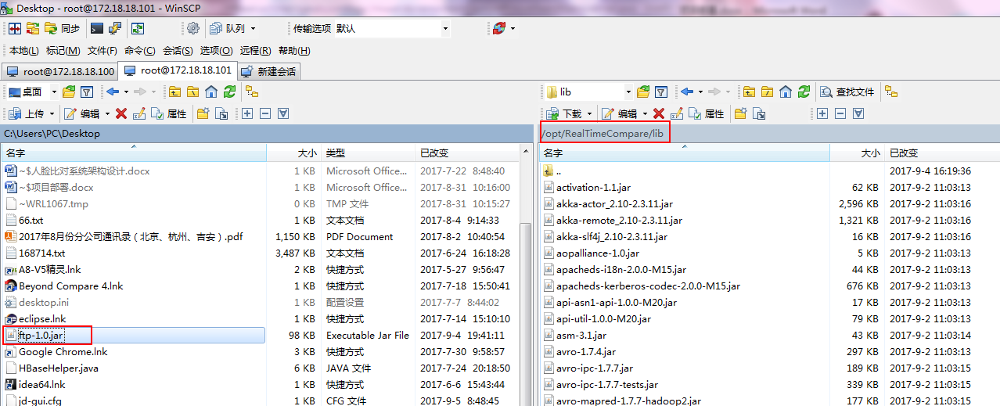 Desktop - root@172.18.18.101 - WinSCP
同步 队列 传输选项 默认
本地(L) 标记(M) 文件(F) 命令(C) 会话(S) 选项(O) 远程(R) 帮助(H)
root@172.18.18.100 root@172.18.18.101 新建会话
桌面 lib 查找文件
上传 编辑 属性 下载 编辑 属性
C:\Users\PC\Desktop /opt/RealTimeCompare/lib
名字 大小 类型 已改变 名字 大小 已改变
~$人脸比对系统架构设计.docx 1 KB Microsoft Office... 2017-7-22 8:48:40 .. 2017-9-4 16:19:36
~$项目部署.docx 1 KB Microsoft Office... 2017-8-31 10:16:00 activation-1.1.jar 62 KB 2017-9-2 11:03:13
~WRL1067.tmp 0 KB TMP 文件 2017-8-31 10:15:27 akka-actor_2.10-2.3.11.jar 2,596 KB 2017-9-2 11:03:16
66.txt 1 KB 文本文档 2017-8-4 9:14:33 akka-remote_2.10-2.3.11.jar 1,321 KB 2017-9-2 11:03:16
2017年8月份分公司通讯录（北京、杭州、吉安）.pdf 1,150 KB PDF Document 2017-8-2 10:40:54 akka-slf4j_2.10-2.3.11.jar 16 KB 2017-9-2 11:03:16
168714.txt 3,487 KB 文本文档 2017-6-24 16:18:28 aopalliance-1.0.jar 5 KB 2017-9-2 11:03:13
A8-V5精灵.lnk 2 KB 快捷方式 2017-5-27 9:56:47 apacheds-i18n-2.0.0-M15.jar 44 KB 2017-9-2 11:03:13
Beyond Compare 4.lnk 1 KB 快捷方式 2017-7-18 15:50:41 apacheds-kerberos-codec-2.0.0-M15.jar 676 KB 2017-9-2 11:03:13
desktop.ini 1 KB 配置设置 2017-7-7 8:44:02 api-asn1-api-1.0.0-M20.jar 17 KB 2017-9-2 11:03:13
eclipse.lnk 1 KB 快捷方式 2017-7-14 15:10:10 api-util-1.0.0-M20.jar 79 KB 2017-9-2 11:03:13
ftp-1.0.jar 98 KB Executable Jar File 2017-9-4 19:41:11 asm-3.1.jar 43 KB 2017-9-2 11:03:14
Google Chrome.lnk 3 KB 快捷方式 2017-7-30 9:58:57 avro-1.7.4.jar 297 KB 2017-9-2 11:03:13
HBaseHelper.java 6 KB JAVA 文件 2017-7-24 20:18:50 avro-ipc-1.7.7.jar 189 KB 2017-9-2 11:03:15
idea64.lnk 1 KB 快捷方式 2017-6-6 15:43:44 avro-ipc-1.7.7-tests.jar 339 KB 2017-9-2 11:03:15
jd-gui.cfg 1 KB CFG 文件 2017-9-5 8:48:45 avro-mapred-1.7.7-hadoop2.jar 177 KB 2017-9-2 11:03:15